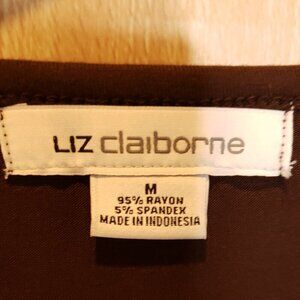 LIZ claiborne
M
95% RAYON
5% SPANDEX
MADE IN INDONESIA